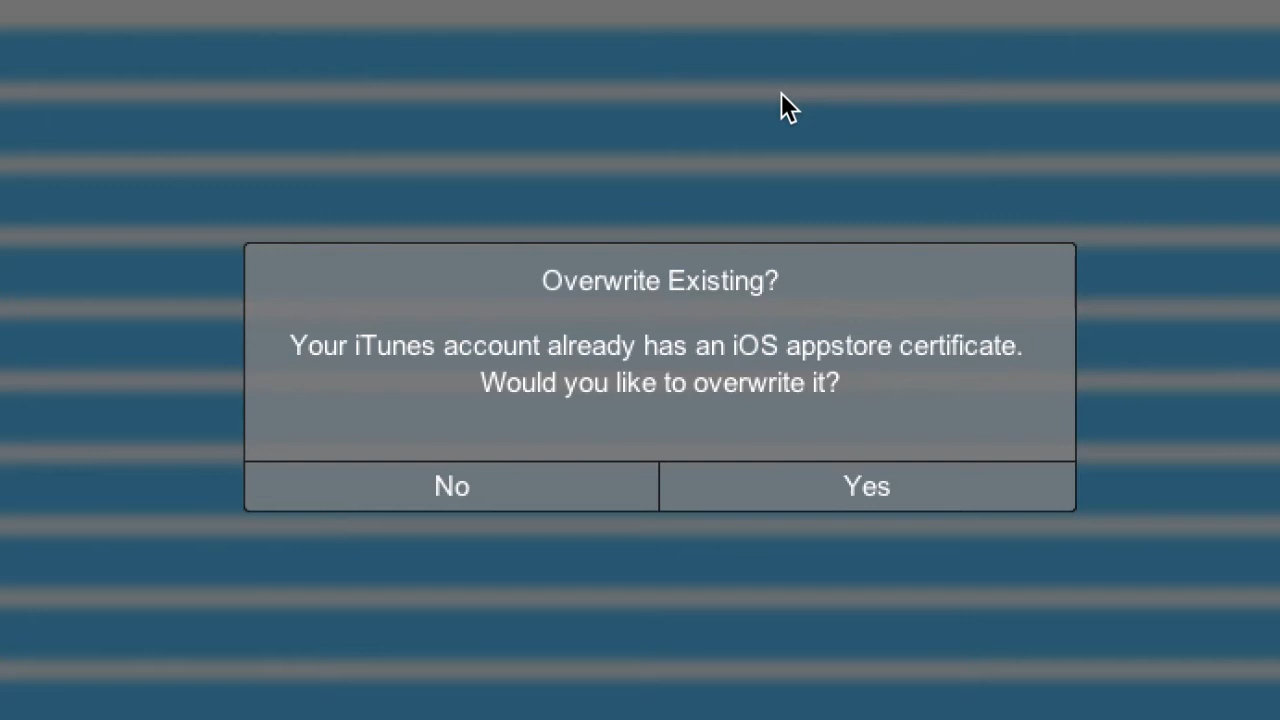 Overwrite Existing?
Your iTunes account already has an iOS appstore certificate.
Would you like to overwrite it?
No
Yes